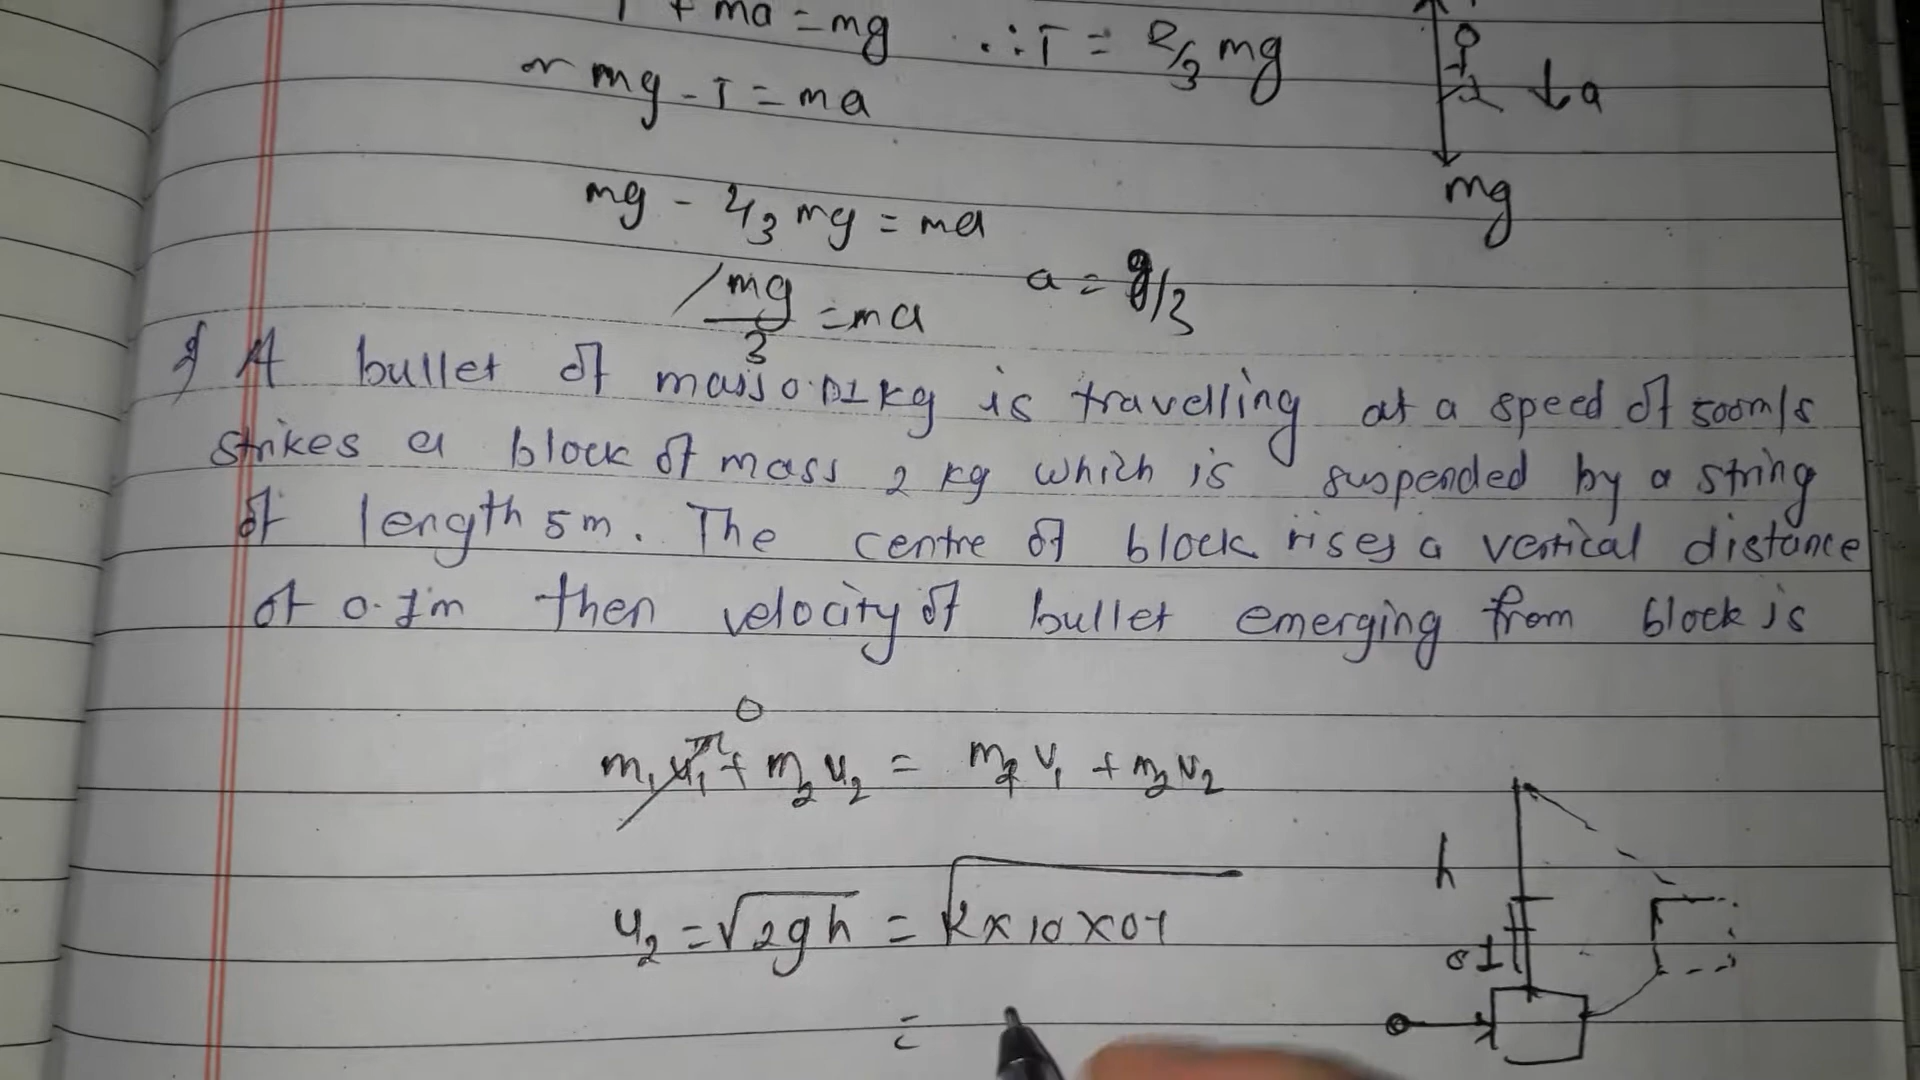 T + ma = mg ∴ T = 2/3 mg
or mg - T = ma
a
mg
mg - 2/3 mg = ma
mg/3 = ma a = g/3
A bullet of mass 0.01 kg is travelling at a speed of 500m/s
strikes a block of mass 2 kg which is suspended by a string
of length 5m. The centre of block rises a vertical distance
of 0.1m then velocity of bullet emerging from block is
0
m₁u₁ + m₂u₂ = m₁v₁ + m₂v₂
h
u₂ = √2gh = √2x10x01
01
=